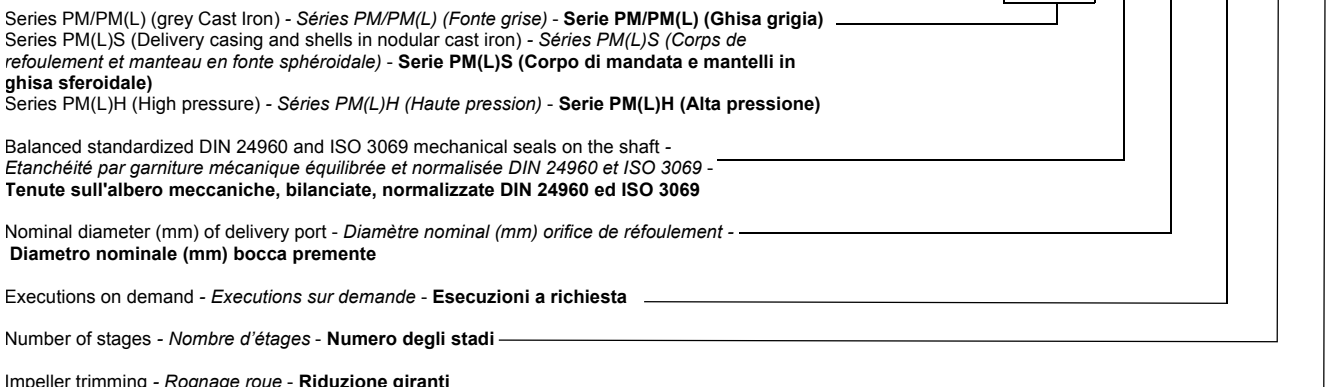 Series PM/PM(L) (grey Cast Iron) - Séries PM/PM(L) (Fonte grise) - Serie PM/PM(L) (Ghisa grigia)
Series PM(L)S (Delivery casing and shells in nodular cast iron) - Séries PM(L)S (Corps de
refoulement et manteau en fonte sphéroidale) - Serie PM(L)S (Corpo di mandata e mantelli in
ghisa sferoidale)
Series PM(L)H (High pressure) - Séries PM(L)H (Haute pression) - Serie PM(L)H (Alta pressione)
Balanced standardized DIN 24960 and ISO 3069 mechanical seals on the shaft -
Etanchéité par garniture mécanique équilibrée et normalisée DIN 24960 et ISO 3069 -
Tenute sull'albero meccaniche, bilanciate, normalizzate DIN 24960 ed ISO 3069
Nominal diameter (mm) of delivery port - Diamètre nominal (mm) orifice de réfoulement -
Diametro nominale (mm) bocca premente
Executions on demand - Executions sur demande - Esecuzioni a richiesta
Number of stages - Nombre d’étages - Numero degli stadi
Impeller trimming - Rognage roue - Riduzione giranti